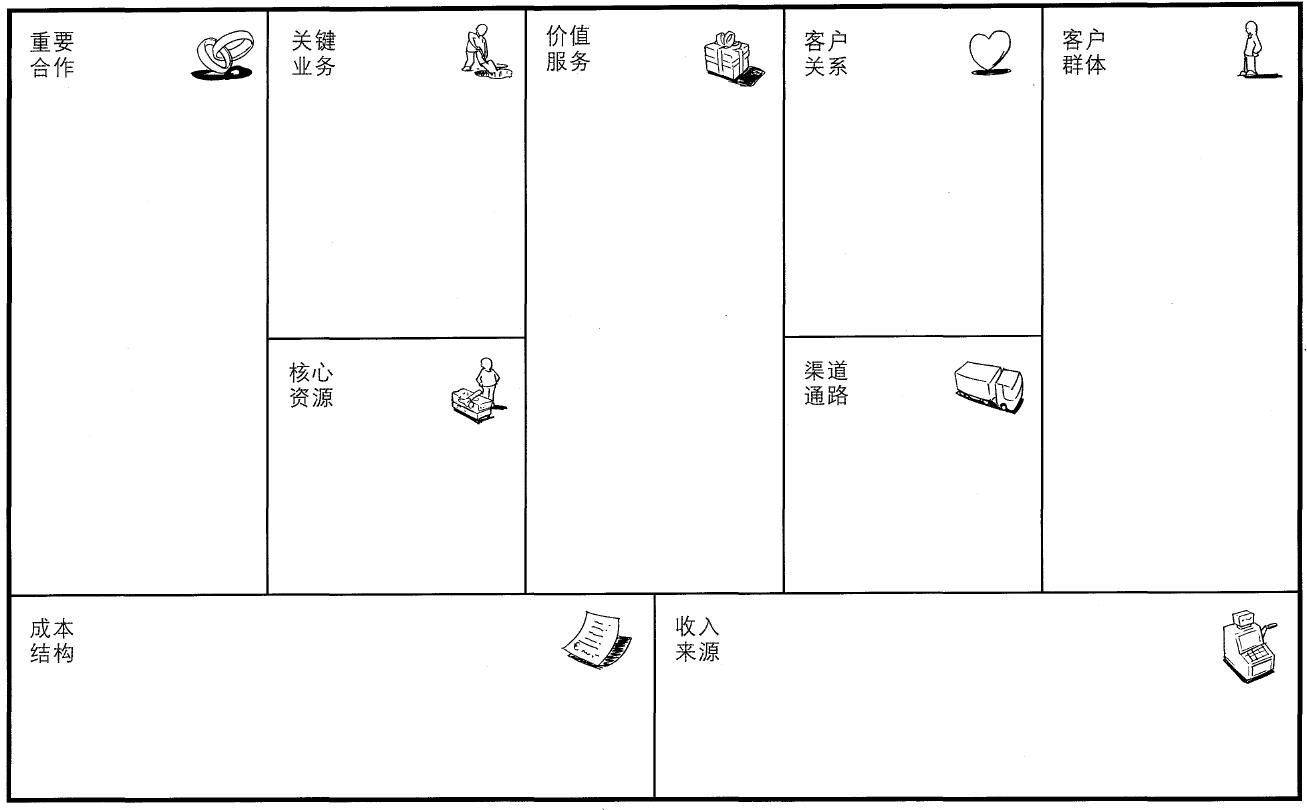 重要
合作
关键
业务
价值
服务
客户
关系
客户
群体
核心
资源
渠道
通路
成本
结构
收入
来源